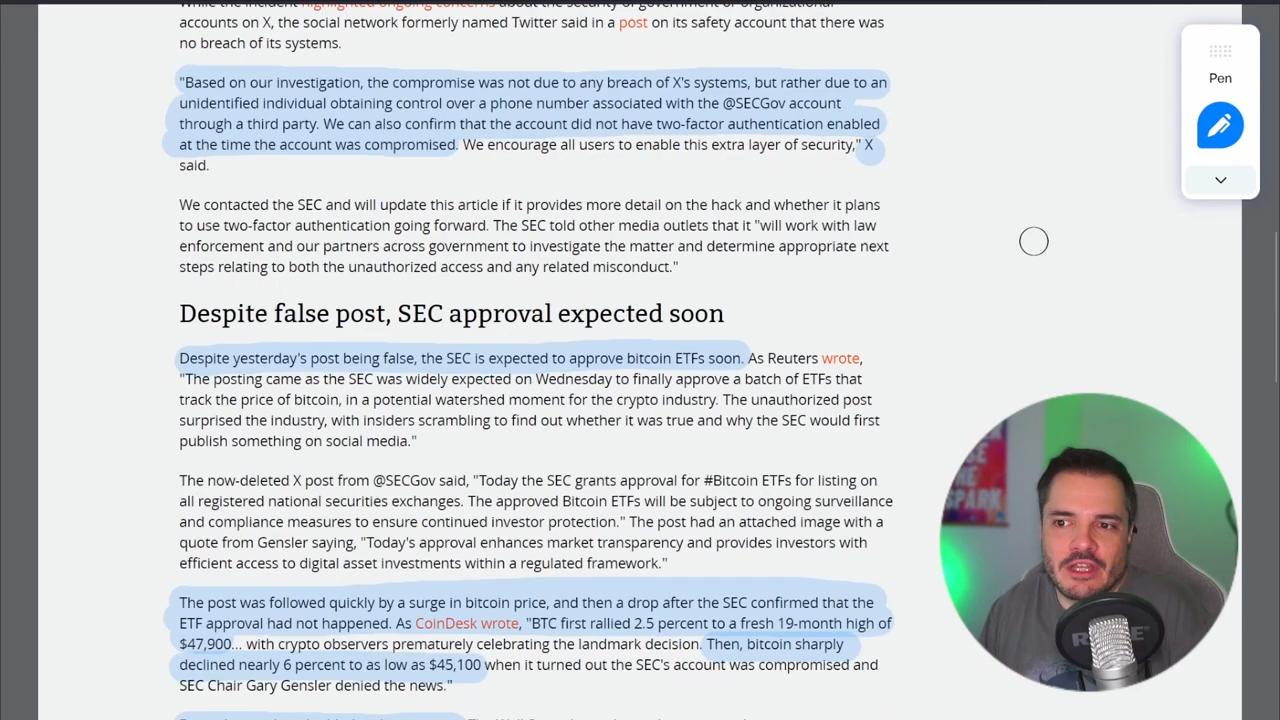 While the incident highlighted ongoing concerns about the security of government or organizational
accounts on X, the social network formerly named Twitter said in a post on its safety account that there was
no breach of its systems.
"Based on our investigation, the compromise was not due to any breach of X's systems, but rather due to an
unidentified individual obtaining control over a phone number associated with the @SECGov account
through a third party. We can also confirm that the account did not have two-factor authentication enabled
at the time the account was compromised. We encourage all users to enable this extra layer of security," X
said.
We contacted the SEC and will update this article if it provides more detail on the hack and whether it plans
to use two-factor authentication going forward. The SEC told other media outlets that it "will work with law
enforcement and our partners across government to investigate the matter and determine appropriate next
steps relating to both the unauthorized access and any related misconduct."
Despite false post, SEC approval expected soon
Despite yesterday's post being false, the SEC is expected to approve bitcoin ETFs soon. As Reuters wrote,
"The posting came as the SEC was widely expected on Wednesday to finally approve a batch of ETFs that
track the price of bitcoin, in a potential watershed moment for the crypto industry. The unauthorized post
surprised the industry, with insiders scrambling to find out whether it was true and why the SEC would first
publish something on social media."
The now-deleted X post from @SECGov said, "Today the SEC grants approval for #Bitcoin ETFs for listing on
all registered national securities exchanges. The approved Bitcoin ETFs will be subject to ongoing surveillance
and compliance measures to ensure continued investor protection." The post had an attached image with a
quote from Gensler saying, "Today's approval enhances market transparency and provides investors with
efficient access to digital asset investments within a regulated framework."
The post was followed quickly by a surge in bitcoin price, and then a drop after the SEC confirmed that the
ETF approval had not happened. As CoinDesk wrote, "BTC first rallied 2.5 percent to a fresh 19-month high of
$47,900... with crypto observers prematurely celebrating the landmark decision. Then, bitcoin sharply
declined nearly 6 percent to as low as $45,100 when it turned out the SEC's account was compromised and
SEC Chair Gary Gensler denied the news."
Pen